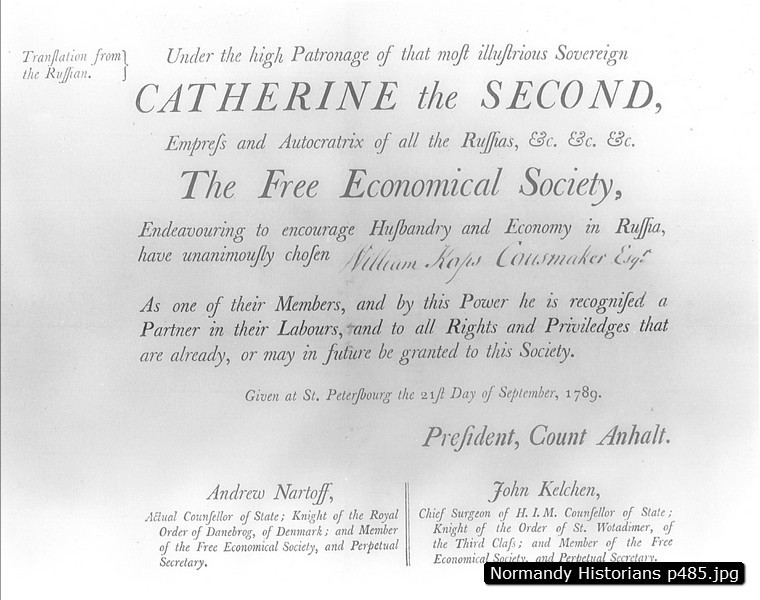 Tranſlation from
the Ruſſian.
Under the high Patronage of that moſt illuſtrious Sovereign
CATHERINE the SECOND,
Empreſs and Autocratrix of all the Ruſſias, &c. &c. &c.
The Free Economical Society,
Endeavouring to encourage Huſbandry and Economy in Ruſſia,
have unanimouſly choſen William Kops Cousmaker Esqr.
As one of their Members, and by this Power he is recogniſed a
Partner in their Labours, and to all Rights and Priviledges that
are already, or may in future be granted to this Society.
Given at St. Peterſbourg the 21ſt Day of September, 1789.
Preſident, Count Anhalt.
Andrew Nartoff,
Actual Counſellor of State; Knight of the Royal
Order of Danebrog, of Denmark; and Member
of the Free Economical Society, and Perpetual
Secretary.
John Kelchen,
Chief Surgeon of H. I. M. Counſellor of State;
Knight of the Order of St. Wotadimer, of
the Third Claſs; and Member of the Free
Economical Society, and Perpetual Secretary.
Normandy Historians p485.jpg